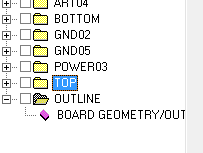 ART04
BOTTOM
GND02
GND05
POWER03
TOP
OUTLINE
BOARD GEOMETRY/OUT